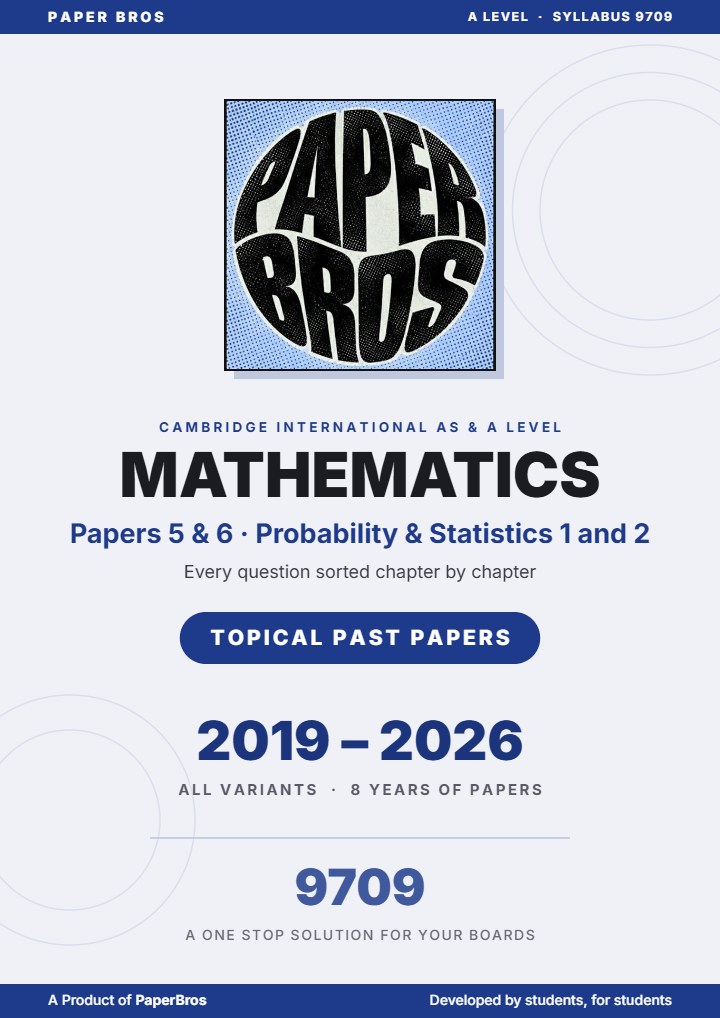 PAPER BROS
A LEVEL · SYLLABUS 9709
PAPER
BROS
CAMBRIDGE INTERNATIONAL AS & A LEVEL
MATHEMATICS
Papers 5 & 6 · Probability & Statistics 1 and 2
Every question sorted chapter by chapter
TOPICAL PAST PAPERS
2019 – 2026
ALL VARIANTS · 8 YEARS OF PAPERS
9709
A ONE STOP SOLUTION FOR YOUR BOARDS
A Product of PaperBros
Developed by students, for students